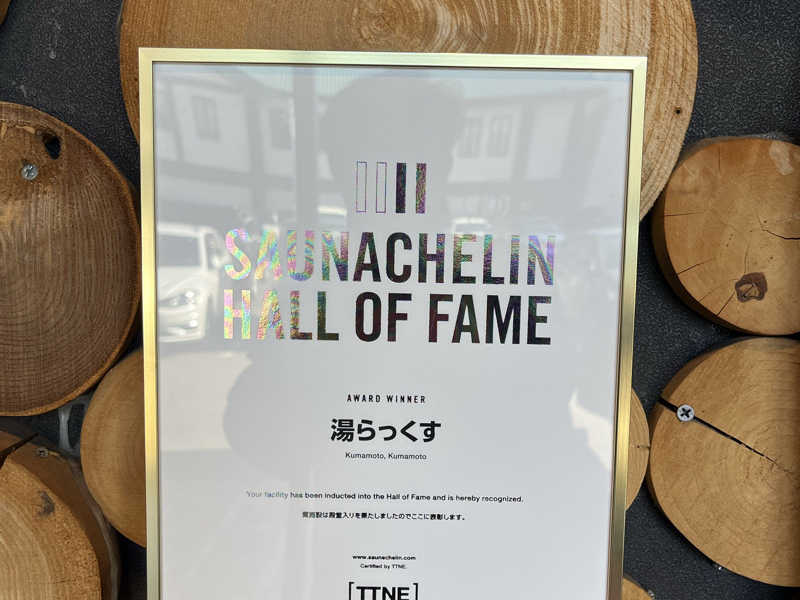 SAUNACHELIN
HALL OF FAME
AWARD WINNER
湯らっくす
Kumamoto, Kumamoto
Your facility has been inducted into the Hall of Fame and is hereby recognized.
貴施設は殿堂入りを果たしましたのでここに表彰します。
www.saunachelin.com
Certified by TTNE.
[TTNE]